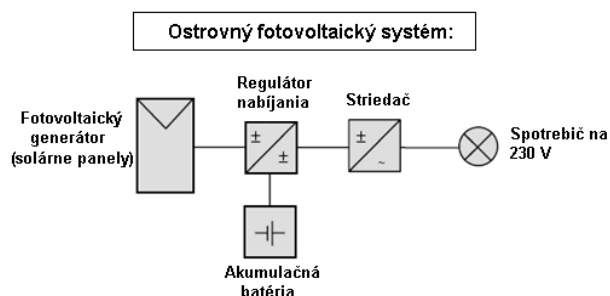 Ostrovný fotovoltaický systém:
Fotovoltaický
generátor
(solárne panely)
Regulátor
nabíjania
±
±
Striedač
±
~
Spotrebič na
230 V
Akumulačná
batéria